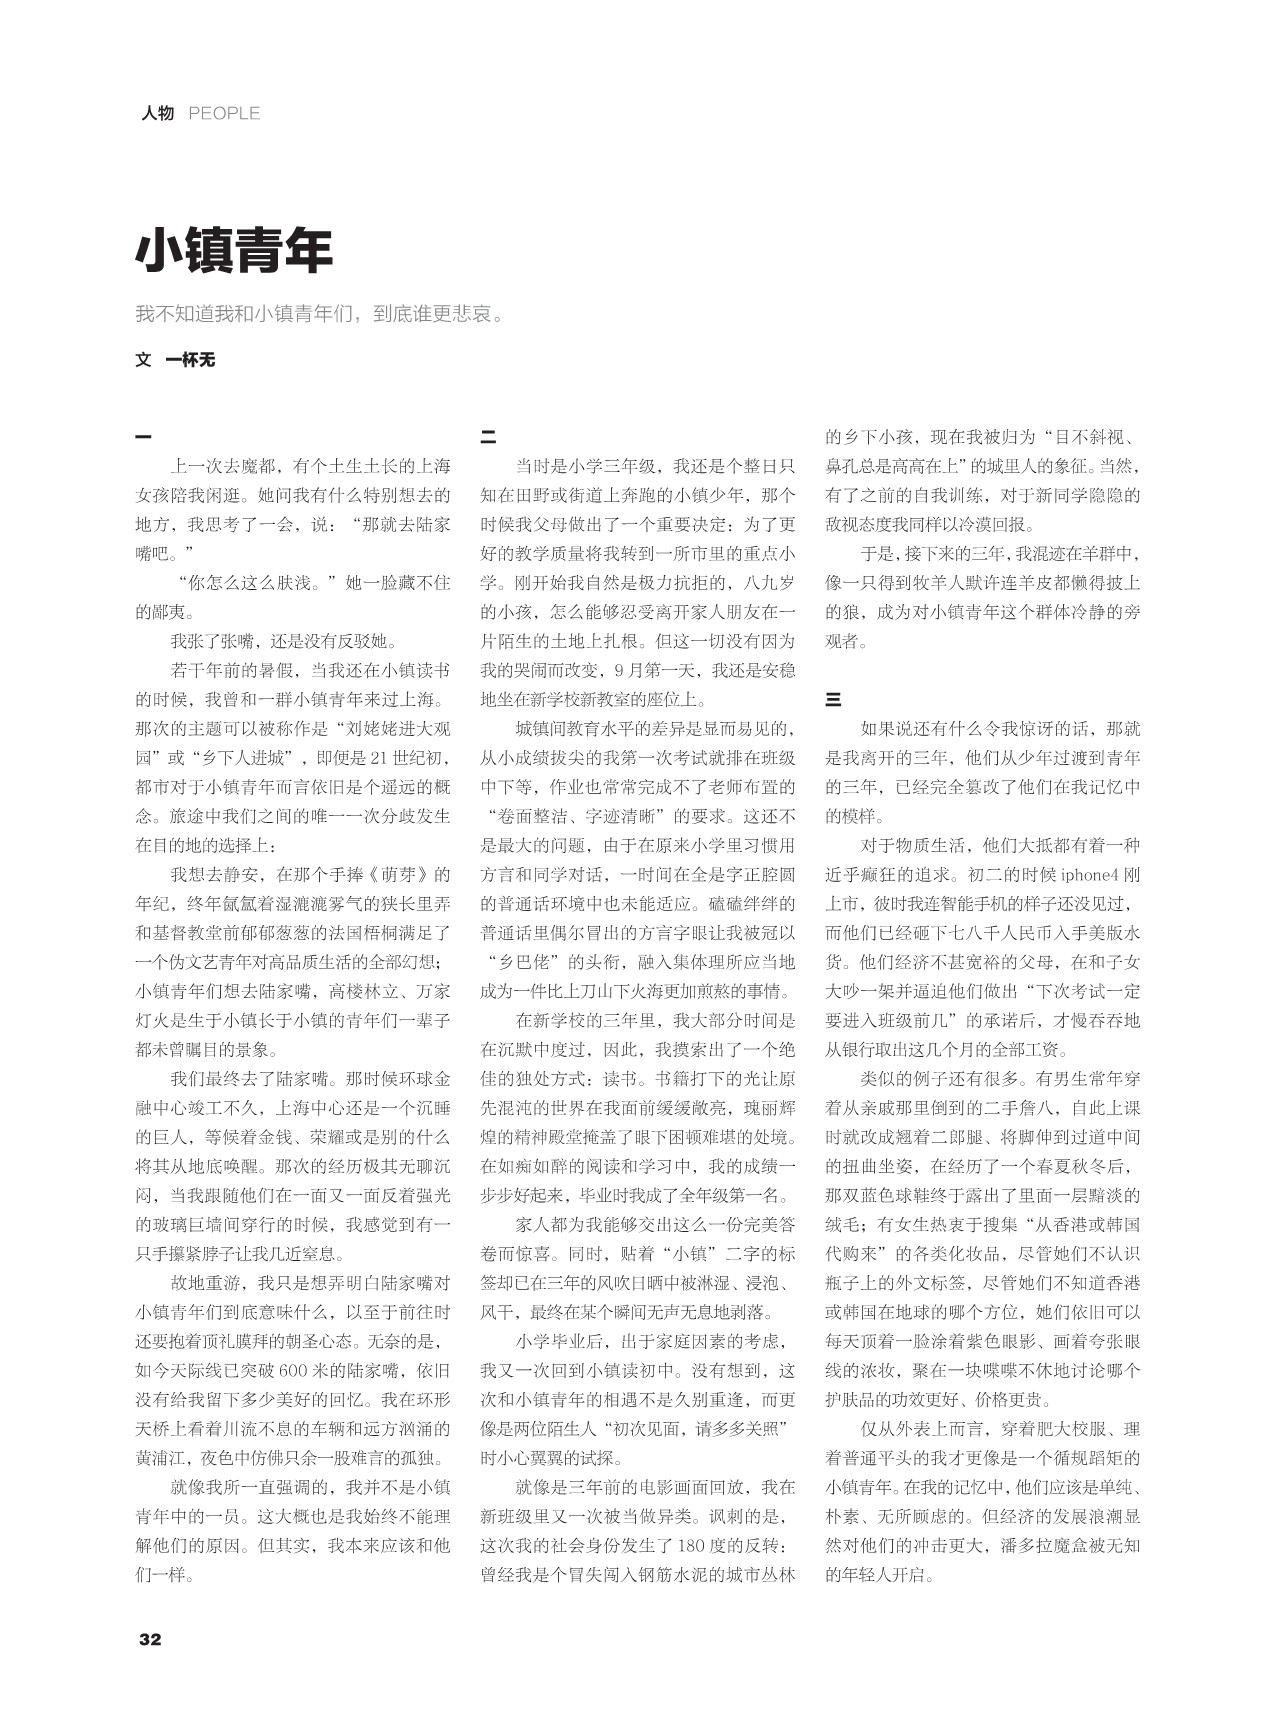 人物 PEOPLE
小镇青年
我不知道我和小镇青年们，到底谁更悲哀。
文 一杯无
一
上一次去魔都，有个土生土长的上海
女孩陪我闲逛。她问我有什么特别想去的
地方，我思考了一会，说：“那就去陆家
嘴吧。”
“你怎么这么肤浅。”她一脸藏不住
的鄙夷。
我张了张嘴，还是没有反驳她。
若干年前的暑假，当我还在小镇读书
的时候，我曾和一群小镇青年来过上海。
那次的主题可以被称作是“刘姥姥进大观
园”或“乡下人进城”，即便是 21 世纪初，
都市对于小镇青年而言依旧是个遥远的概
念。旅途中我们之间的唯一一次分歧发生
在目的地的选择上：
我想去静安，在那个手捧《萌芽》的
年纪，终年氤氲着湿漉漉雾气的狭长里弄
和基督教堂前郁郁葱葱的法国梧桐满足了
一个伪文艺青年对高品质生活的全部幻想；
小镇青年们想去陆家嘴，高楼林立、万家
灯火是生于小镇长于小镇的青年们一辈子
都未曾瞩目的景象。
我们最终去了陆家嘴。那时候环球金
融中心竣工不久，上海中心还是一个沉睡
的巨人，等候着金钱、荣耀或是别的什么
将其从地底唤醒。那次的经历极其无聊沉
闷，当我跟随他们在一面又一面反着强光
的玻璃巨墙间穿行的时候，我感觉到有一
只手攥紧脖子让我几近窒息。
故地重游，我只是想弄明白陆家嘴对
小镇青年们到底意味什么，以至于前往时
还要抱着顶礼膜拜的朝圣心态。无奈的是，
如今天际线已突破 600 米的陆家嘴，依旧
没有给我留下多少美好的回忆。我在环形
天桥上看着川流不息的车辆和远方汹涌的
黄浦江，夜色中仿佛只余一股难言的孤独。
就像我所一直强调的，我并不是小镇
青年中的一员。这大概也是我始终不能理
解他们的原因。但其实，我本来应该和他
们一样。
二
当时是小学三年级，我还是个整日只
知在田野或街道上奔跑的小镇少年，那个
时候我父母做出了一个重要决定：为了更
好的教学质量将我转到一所市里的重点小
学。刚开始我自然是极力抗拒的，八九岁
的小孩，怎么能够忍受离开家人朋友在一
片陌生的土地上扎根。但这一切没有因为
我的哭闹而改变，9 月第一天，我还是安稳
地坐在新学校新教室的座位上。
城镇间教育水平的差异是显而易见的，
从小成绩拔尖的我第一次考试就排在班级
中下等，作业也常常完成不了老师布置的
“卷面整洁、字迹清晰”的要求。这还不
是最大的问题，由于在原来小学里习惯用
方言和同学对话，一时间在全是字正腔圆
的普通话环境中也未能适应。磕磕绊绊的
普通话里偶尔冒出的方言字眼让我被冠以
“乡巴佬”的头衔，融入集体理所应当地
成为一件比上刀山下火海更加煎熬的事情。
在新学校的三年里，我大部分时间是
在沉默中度过，因此，我摸索出了一个绝
佳的独处方式：读书。书籍打下的光让原
先混沌的世界在我面前缓缓敞亮，瑰丽辉
煌的精神殿堂掩盖了眼下困顿难堪的处境。
在如痴如醉的阅读和学习中，我的成绩一
步步好起来，毕业时我成了全年级第一名。
家人都为我能够交出这么一份完美答
卷而惊喜。同时，贴着“小镇”二字的标
签却已在三年的风吹日晒中被淋湿、浸泡、
风干，最终在某个瞬间无声无息地剥落。
小学毕业后，出于家庭因素的考虑，
我又一次回到小镇读初中。没有想到，这
次和小镇青年的相遇不是久别重逢，而更
像是两位陌生人“初次见面，请多多关照”
时小心翼翼的试探。
就像是三年前的电影画面回放，我在
新班级里又一次被当做异类。讽刺的是，
这次我的社会身份发生了 180 度的反转：
曾经我是个冒失闯入钢筋水泥的城市丛林
的乡下小孩，现在我被归为“目不斜视、
鼻孔总是高高在上”的城里人的象征。当然，
有了之前的自我训练，对于新同学隐隐的
敌视态度我同样以冷漠回报。
于是，接下来的三年，我混迹在羊群中，
像一只得到牧羊人默许连羊皮都懒得披上
的狼，成为对小镇青年这个群体冷静的旁
观者。
三
如果说还有什么令我惊讶的话，那就
是我离开的三年，他们从少年过渡到青年
的三年，已经完全篡改了他们在我记忆中
的模样。
对于物质生活，他们大抵都有着一种
近乎癫狂的追求。初二的时候 iphone4 刚
上市，彼时我连智能手机的样子还没见过，
而他们已经砸下七八千人民币入手美版水
货。他们经济不甚宽裕的父母，在和子女
大吵一架并逼迫他们做出“下次考试一定
要进入班级前几”的承诺后，才慢吞吞地
从银行取出这几个月的全部工资。
类似的例子还有很多。有男生常年穿
着从亲戚那里倒到的二手詹八，自此上课
时就改成翘着二郎腿、将脚伸到过道中间
的扭曲坐姿，在经历了一个春夏秋冬后，
那双蓝色球鞋终于露出了里面一层黯淡的
绒毛；有女生热衷于搜集“从香港或韩国
代购来”的各类化妆品，尽管她们不认识
瓶子上的外文标签，尽管她们不知道香港
或韩国在地球的哪个方位，她们依旧可以
每天顶着一脸涂着紫色眼影、画着夸张眼
线的浓妆，聚在一块喋喋不休地讨论哪个
护肤品的功效更好、价格更贵。
仅从外表上而言，穿着肥大校服、理
着普通平头的我才更像是一个循规蹈矩的
小镇青年。在我的记忆中，他们应该是单纯、
朴素、无所顾虑的。但经济的发展浪潮显
然对他们的冲击更大，潘多拉魔盒被无知
的年轻人开启。
32